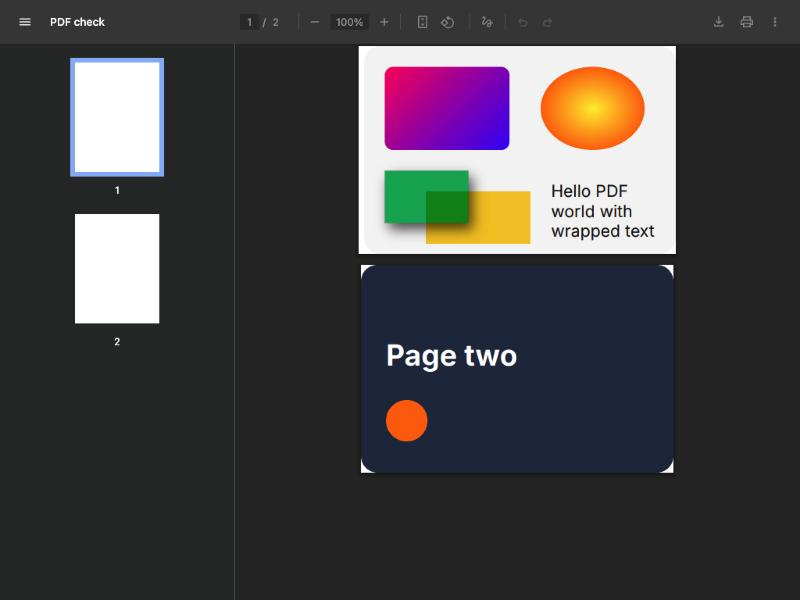 PDF check
1 / 2
100%
1
2
Hello PDF
world with
wrapped text
Page two